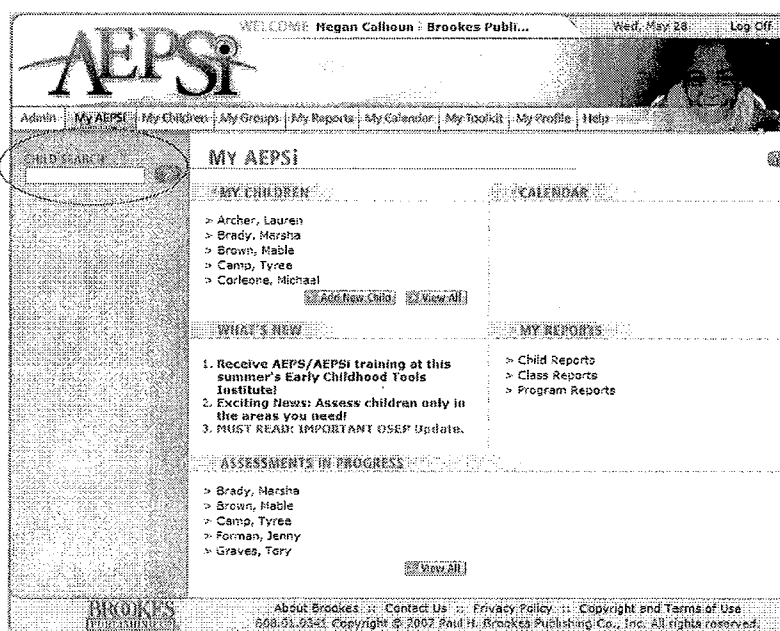 WELCOME Megan Calhoun : Brookes Publi...
Wed, May 28
Log Off
AEPSi
Admin
My AEPSi
My Children
My Groups
My Reports
My Calendar
My Toolkit
My Profile
Help
CHILD SEARCH
MY AEPSi
MY CHILDREN
> Archer, Lauren
> Brady, Marsha
> Brown, Mable
> Camp, Tyree
> Corleone, Michael
Add New Child
View All
CALENDAR
WHAT'S NEW
1. Receive AEPS/AEPSi training at this
summer's Early Childhood Tools
Institute!
2. Exciting News: Assess children only in
the areas you need!
3. MUST READ: IMPORTANT OSEP Update.
MY REPORTS
> Child Reports
> Class Reports
> Program Reports
ASSESSMENTS IN PROGRESS
> Brady, Marsha
> Brown, Mable
> Camp, Tyree
> Forman, Jenny
> Graves, Tory
View All
BROOKES
PUBLISHING CO
About Brookes :: Contact Us :: Privacy Policy :: Copyright and Terms of Use
Copyright © 2007 Paul H. Brookes Publishing Co., Inc. All rights reserved.